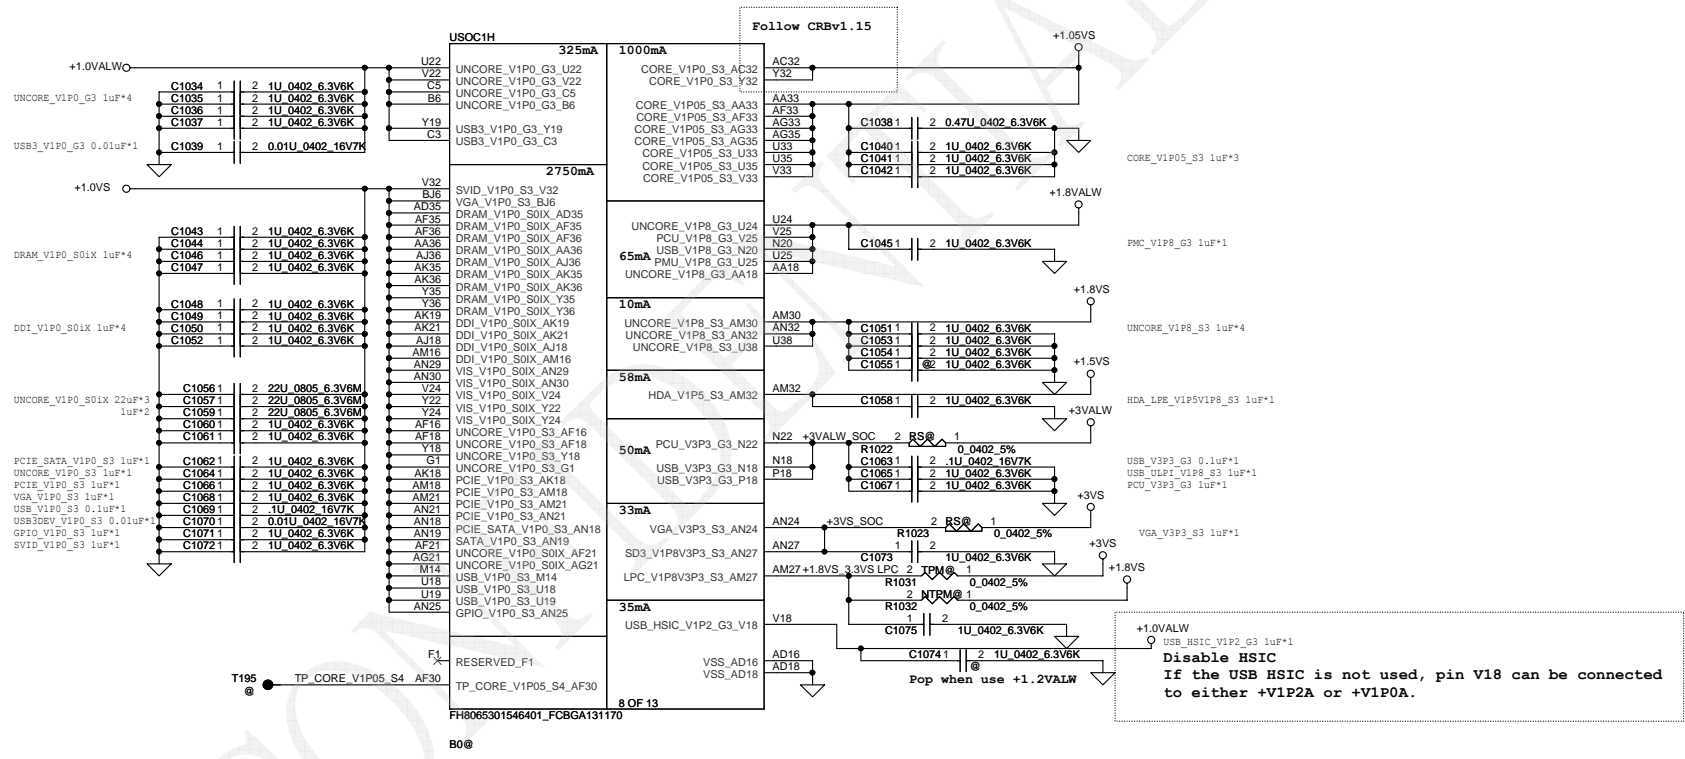 Follow CRBv1.15
USOC1H
325mA
1000mA
+1.05VS
+1.0VALW
U22 UNCORE_V1P0_G3_U22
V22 UNCORE_V1P0_G3_V22
C5 UNCORE_V1P0_G3_C5
B6 UNCORE_V1P0_G3_B6
Y19 USB3_V1P0_G3_Y19
C3 USB3_V1P0_G3_C3
UNCORE_V1P0_G3 1uF*4
C1034 1 2 1U_0402_6.3V6K
C1035 1 2 1U_0402_6.3V6K
C1036 1 2 1U_0402_6.3V6K
C1037 1 2 1U_0402_6.3V6K
USB3_V1P0_G3 0.01uF*1
C1039 1 2 0.01U_0402_16V7K
CORE_V1P0_S3_AC32 AC32
CORE_V1P0_S3_Y32 Y32
CORE_V1P05_S3_AA33 AA33
CORE_V1P05_S3_AF33 AF33
CORE_V1P05_S3_AG33 AG33
CORE_V1P05_S3_AG35 AG35
CORE_V1P05_S3_U33 U33
CORE_V1P05_S3_U35 U35
CORE_V1P05_S3_V33 V33
C1038 1 2 0.47U_0402_6.3V6K
C1040 1 2 1U_0402_6.3V6K
C1041 1 2 1U_0402_6.3V6K
C1042 1 2 1U_0402_6.3V6K
CORE_V1P05_S3 1uF*3
2750mA
+1.0VS
V32 SVID_V1P0_S3_V32
BJ6 VGA_V1P0_S3_BJ6
AD35 DRAM_V1P0_S0IX_AD35
AF35 DRAM_V1P0_S0IX_AF35
AF36 DRAM_V1P0_S0IX_AF36
AA36 DRAM_V1P0_S0IX_AA36
AJ36 DRAM_V1P0_S0IX_AJ36
AK35 DRAM_V1P0_S0IX_AK35
AK36 DRAM_V1P0_S0IX_AK36
Y35 DRAM_V1P0_S0IX_Y35
Y36 DRAM_V1P0_S0IX_Y36
AK19 DDI_V1P0_S0IX_AK19
AK21 DDI_V1P0_S0IX_AK21
AJ18 DDI_V1P0_S0IX_AJ18
AM16 DDI_V1P0_S0IX_AM16
AN29 VIS_V1P0_S0IX_AN29
AN30 VIS_V1P0_S0IX_AN30
V24 VIS_V1P0_S0IX_V24
Y22 VIS_V1P0_S0IX_Y22
Y24 VIS_V1P0_S0IX_Y24
AF16 UNCORE_V1P0_S3_AF16
AF18 UNCORE_V1P0_S3_AF18
Y18 UNCORE_V1P0_S3_Y18
G1 UNCORE_V1P0_S3_G1
AK18 PCIE_V1P0_S3_AK18
AM18 PCIE_V1P0_S3_AM18
AM21 PCIE_V1P0_S3_AM21
AN21 PCIE_V1P0_S3_AN21
AN18 PCIE_SATA_V1P0_S3_AN18
AN19 SATA_V1P0_S3_AN19
AF21 UNCORE_V1P0_S0IX_AF21
AG21 UNCORE_V1P0_S0IX_AG21
M14 USB_V1P0_S3_M14
U18 USB_V1P0_S3_U18
U19 USB_V1P0_S3_U19
AN25 GPIO_V1P0_S3_AN25
DRAM_V1P0_S0iX 1uF*4
C1043 1 2 1U_0402_6.3V6K
C1044 1 2 1U_0402_6.3V6K
C1046 1 2 1U_0402_6.3V6K
C1047 1 2 1U_0402_6.3V6K
DDI_V1P0_S0iX 1uF*4
C1048 1 2 1U_0402_6.3V6K
C1049 1 2 1U_0402_6.3V6K
C1050 1 2 1U_0402_6.3V6K
C1052 1 2 1U_0402_6.3V6K
UNCORE_V1P0_S0iX 22uF*3
1uF*2
C1056 1 2 22U_0805_6.3V6M
C1057 1 2 22U_0805_6.3V6M
C1059 1 2 22U_0805_6.3V6M
C1060 1 2 1U_0402_6.3V6K
C1061 1 2 1U_0402_6.3V6K
PCIE_SATA_V1P0_S3 1uF*1 C1062 1 2 1U_0402_6.3V6K
UNCORE_V1P0_S3 1uF*1 C1064 1 2 1U_0402_6.3V6K
PCIE_V1P0_S3 1uF*1 C1066 1 2 1U_0402_6.3V6K
VGA_V1P0_S3 1uF*1 C1068 1 2 1U_0402_6.3V6K
USB_V1P0_S3 0.1uF*1 C1069 1 2 .1U_0402_16V7K
USB3DEV_V1P0_S3 0.01uF*1 C1070 1 2 0.01U_0402_16V7K
GPIO_V1P0_S3 1uF*1 C1071 1 2 1U_0402_6.3V6K
SVID_V1P0_S3 1uF*1 C1072 1 2 1U_0402_6.3V6K
65mA
+1.8VALW
UNCORE_V1P8_G3_U24 U24
PCU_V1P8_G3_V25 V25
USB_V1P8_G3_N20 N20
PMU_V1P8_G3_U25 U25
UNCORE_V1P8_G3_AA18 AA18
C1045 1 2 1U_0402_6.3V6K
PMC_V1P8_G3 1uF*1
10mA
+1.8VS
UNCORE_V1P8_S3_AM30 AM30
UNCORE_V1P8_S3_AN32 AN32
UNCORE_V1P8_S3_U38 U38
C1051 1 2 1U_0402_6.3V6K
C1053 1 2 1U_0402_6.3V6K
C1054 1 2 1U_0402_6.3V6K
C1055 1 @ 2 1U_0402_6.3V6K
UNCORE_V1P8_S3 1uF*4
58mA
+1.5VS
HDA_V1P5_S3_AM32 AM32
C1058 1 2 1U_0402_6.3V6K
HDA_LPE_V1P5V1P8_S3 1uF*1
50mA
+3VALW
PCU_V3P3_G3_N22 N22 +3VALW_SOC 2 RS@ 1
R1022 0_0402_5%
USB_V3P3_G3_N18 N18
USB_V3P3_G3_P18 P18
C1063 1 2 .1U_0402_16V7K
C1065 1 2 1U_0402_6.3V6K
C1067 1 2 1U_0402_6.3V6K
USB_V3P3_G3 0.1uF*1
USB_ULPI_V1P8_S3 1uF*1
PCU_V3P3_G3 1uF*1
33mA
+3VS
VGA_V3P3_S3_AN24 AN24 +3VS_SOC 2 RS@ 1
R1023 0_0402_5%
VGA_V3P3_S3 1uF*1
SD3_V1P8V3P3_S3_AN27 AN27
C1073 1 2 1U_0402_6.3V6K
+3VS
LPC_V1P8V3P3_S3_AM27 AM27 +1.8VS_3.3VS LPC 2 TPM@ 1
R1031 0_0402_5%
+1.8VS
2 NTPM@ 1
R1032 0_0402_5%
C1075 1 2 1U_0402_6.3V6K
35mA
USB_HSIC_V1P2_G3_V18 V18
+1.0VALW
USB_HSIC_V1P2_G3 1uF*1
C1074 1 2 1U_0402_6.3V6K
@
Pop when use +1.2VALW
Disable HSIC
If the USB HSIC is not used, pin V18 can be connected
to either +V1P2A or +V1P0A.
F1 RESERVED_F1
VSS_AD16 AD16
VSS_AD18 AD18
T195 TP_CORE_V1P05_S4 AF30 TP_CORE_V1P05_S4_AF30
@
8 OF 13
FH8065301546401_FCBGA131170
B0@
CONFIDENTIAL